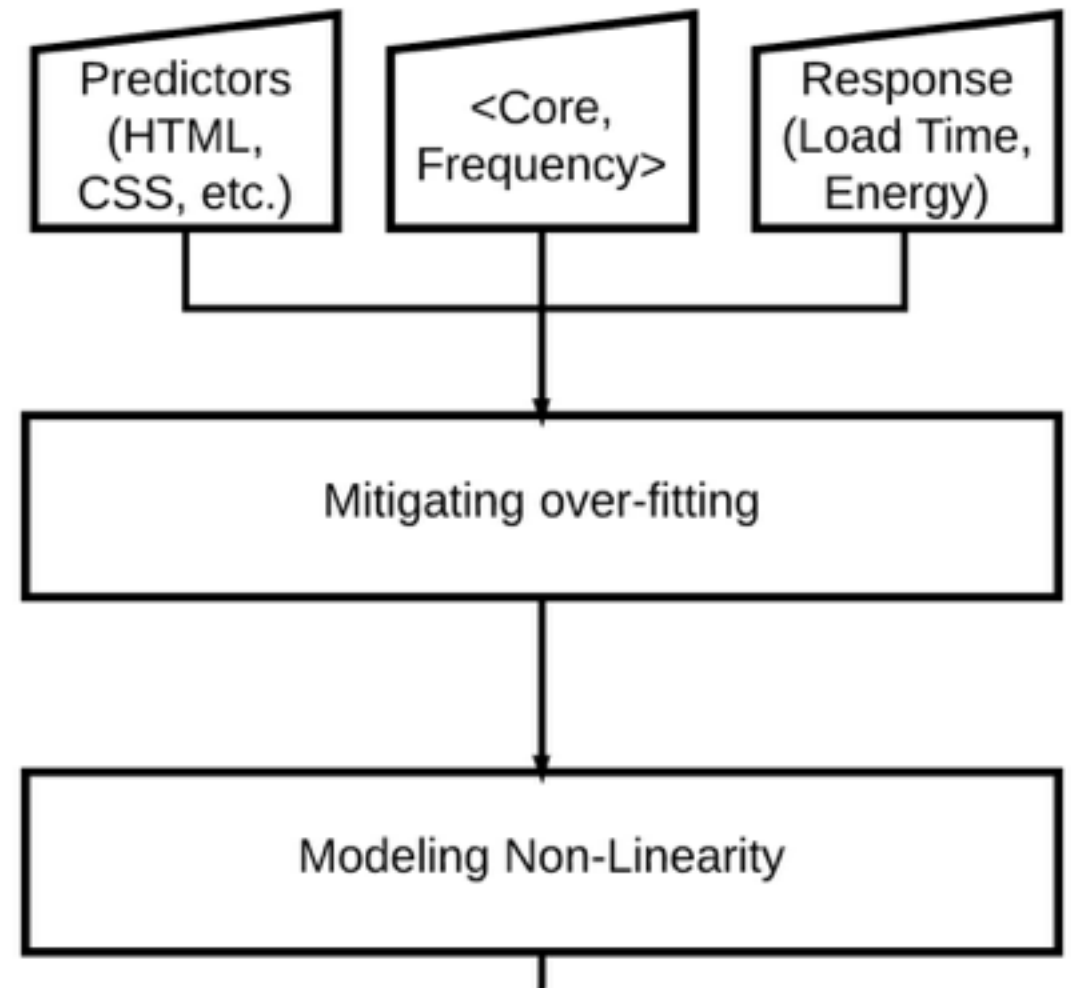 Predictors
(HTML,
CSS, etc.)
<Core,
Frequency>
Response
(Load Time,
Energy)
Mitigating over-fitting
Modeling Non-Linearity